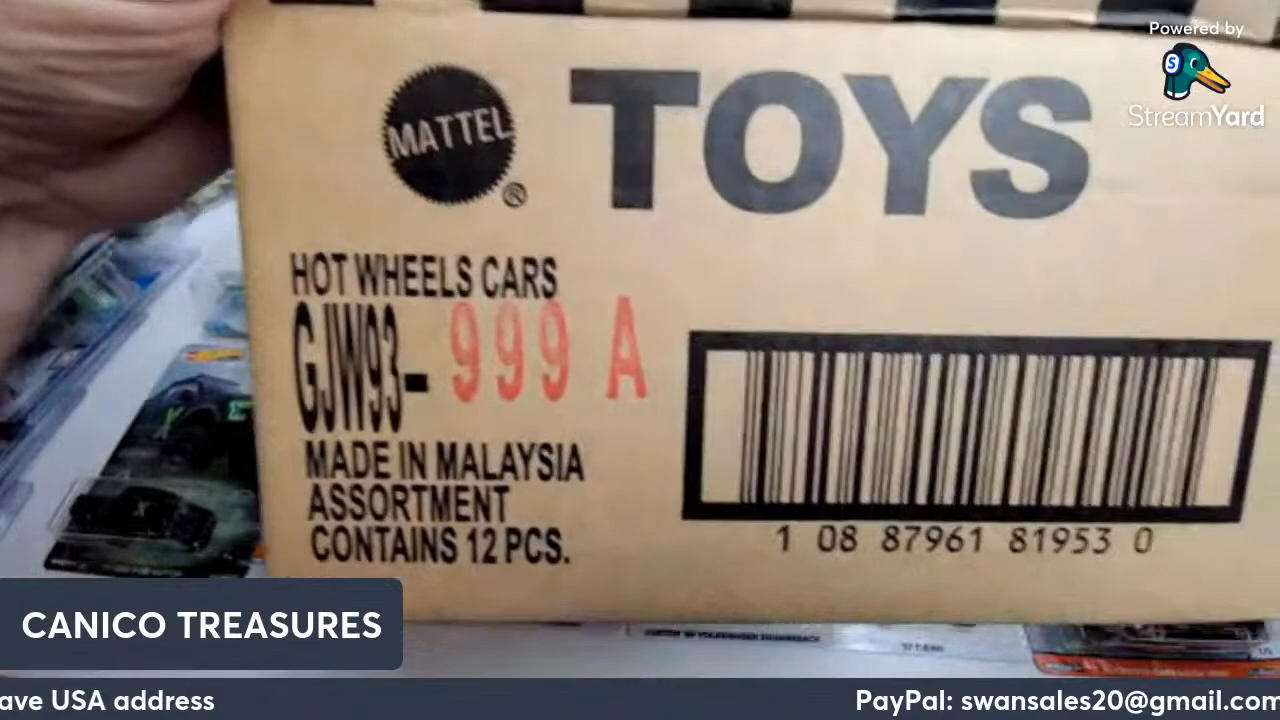 Powered by
StreamYard
MATTEL ® TOYS
HOT WHEELS CARS
GJW93- 999 A
MADE IN MALAYSIA
ASSORTMENT
CONTAINS 12 PCS.
1 08 87961 81953 0
CANICO TREASURES
ave USA address
PayPal: swansales20@gmail.com